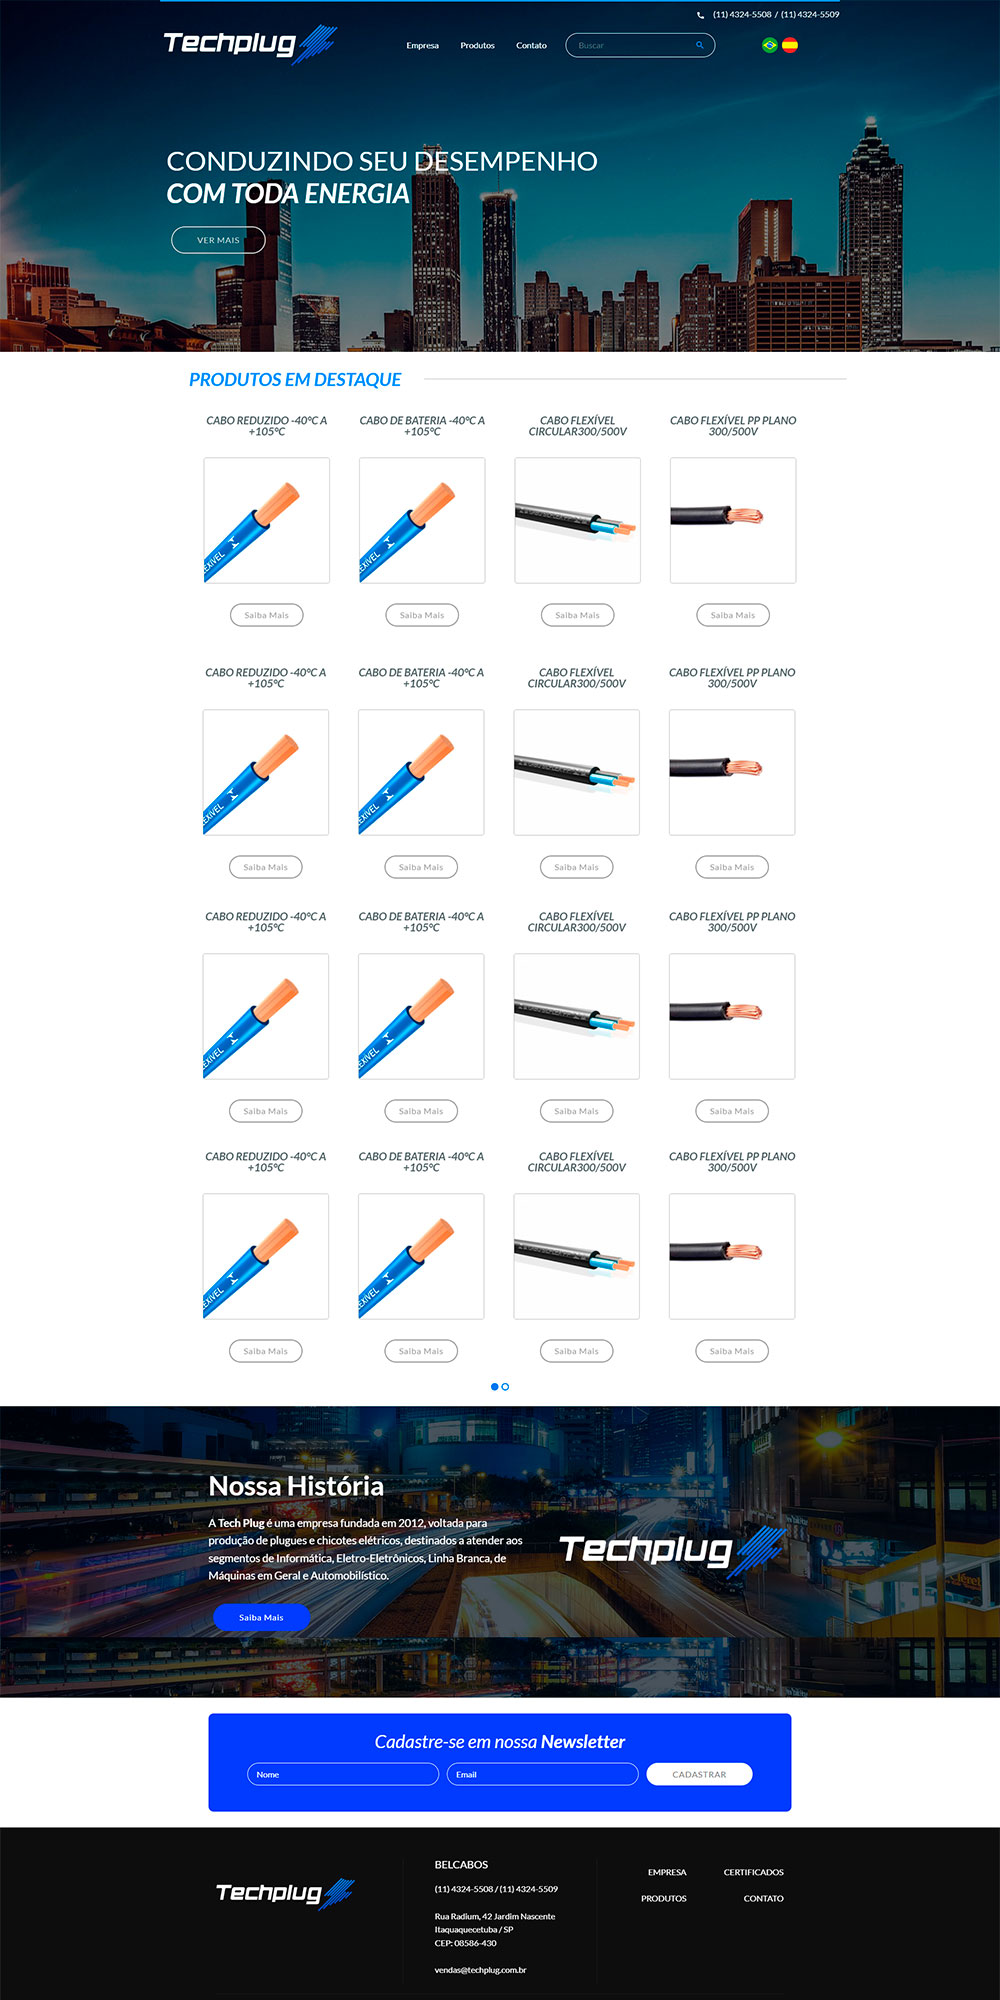 (11) 4324-5508 / (11) 4324-5509
Techplug
Empresa
Produtos
Contato
Buscar
CONDUZINDO SEU DESEMPENHO
COM TODA ENERGIA
VER MAIS
PRODUTOS EM DESTAQUE
CABO REDUZIDO -40°C A
+105°C
CABO DE BATERIA -40°C A
+105°C
CABO FLEXÍVEL
CIRCULAR300/500V
CABO FLEXÍVEL PP PLANO
300/500V
LEXIVEL
LEXIVEL
Saiba Mais
Saiba Mais
Saiba Mais
Saiba Mais
CABO REDUZIDO -40°C A
+105°C
CABO DE BATERIA -40°C A
+105°C
CABO FLEXÍVEL
CIRCULAR300/500V
CABO FLEXÍVEL PP PLANO
300/500V
LEXIVEL
LEXIVEL
Saiba Mais
Saiba Mais
Saiba Mais
Saiba Mais
CABO REDUZIDO -40°C A
+105°C
CABO DE BATERIA -40°C A
+105°C
CABO FLEXÍVEL
CIRCULAR300/500V
CABO FLEXÍVEL PP PLANO
300/500V
LEXIVEL
LEXIVEL
Saiba Mais
Saiba Mais
Saiba Mais
Saiba Mais
CABO REDUZIDO -40°C A
+105°C
CABO DE BATERIA -40°C A
+105°C
CABO FLEXÍVEL
CIRCULAR300/500V
CABO FLEXÍVEL PP PLANO
300/500V
LEXIVEL
LEXIVEL
Saiba Mais
Saiba Mais
Saiba Mais
Saiba Mais
Nossa História
A Tech Plug é uma empresa fundada em 2012, voltada para
produção de plugues e chicotes elétricos, destinados a atender aos
segmentos de Informática, Eletro-Eletrônicos, Linha Branca, de
Máquinas em Geral e Automobilístico.
Saiba Mais
Techplug
Cadastre-se em nossa Newsletter
Nome
Email
CADASTRAR
Techplug
BELCABOS
(11) 4324-5508 / (11) 4324-5509
Rua Radium, 42 Jardim Nascente
Itaquaquecetuba / SP
CEP: 08586-430
vendas@techplug.com.br
EMPRESA
CERTIFICADOS
PRODUTOS
CONTATO